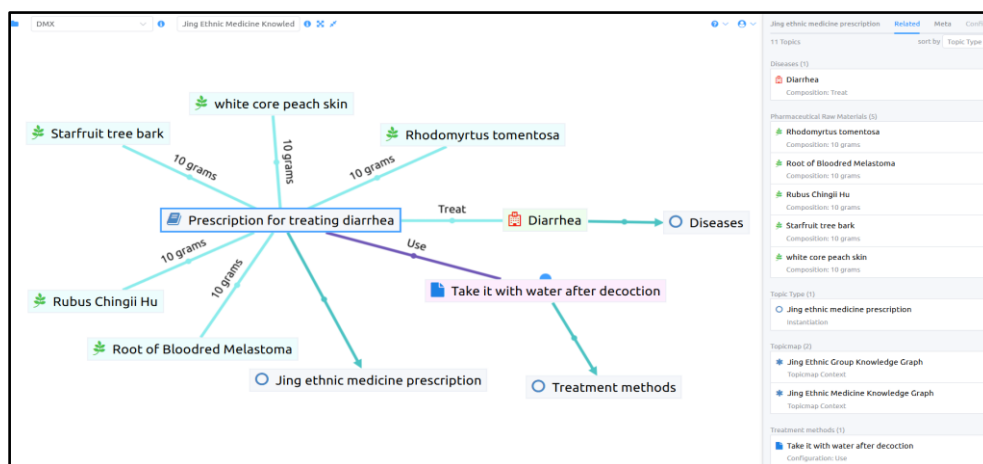 DMX
Jing Ethnic Medicine Knowled
Jing ethnic medicine prescription Related Meta Confi
11 Topics sort by Topic Type
white core peach skin
Starfruit tree bark
Rhodomyrtus tomentosa
10 grams
10 grams
10 grams
Prescription for treating diarrhea
Treat
Diarrhea
Diseases
Use
10 grams
10 grams
Take it with water after decoction
Rubus Chingii Hu
Root of Bloodred Melastoma
Jing ethnic medicine prescription
Treatment methods
Diseases (1)
Diarrhea
Composition: Treat
Pharmaceutical Raw Materials (5)
Rhodomyrtus tomentosa
Composition: 10 grams
Root of Bloodred Melastoma
Composition: 10 grams
Rubus Chingii Hu
Composition: 10 grams
Starfruit tree bark
Composition: 10 grams
white core peach skin
Composition: 10 grams
Topic Type (1)
Jing ethnic medicine prescription
Instantiation
Topicmap (2)
Jing Ethnic Group Knowledge Graph
Topicmap Context
Jing Ethnic Medicine Knowledge Graph
Topicmap Context
Treatment methods (1)
Take it with water after decoction
Configuration: Use